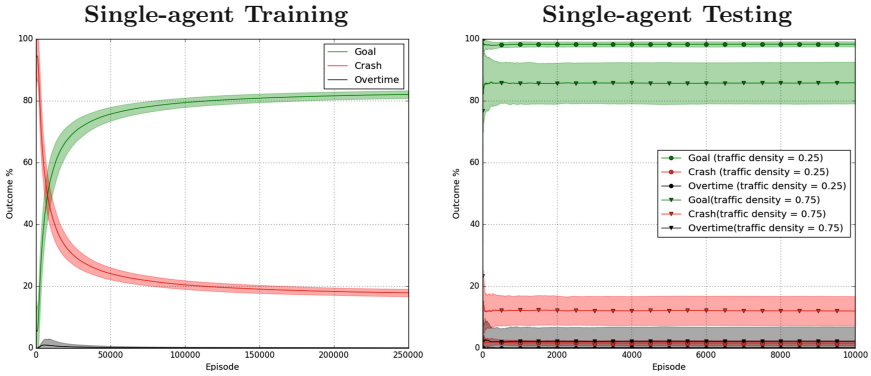 Single-agent Training
Single-agent Testing
100
80
60
40
20
0
Outcome %
0 50000 100000 150000 200000 250000
Episode
Goal
Crash
Overtime
100
80
60
40
20
0
Outcome %
0 2000 4000 6000 8000 10000
Episode
Goal (traffic density = 0.25)
Crash (traffic density = 0.25)
Overtime (traffic density = 0.25)
Goal(traffic density = 0.75)
Crash(traffic density = 0.75)
Overtime(traffic density = 0.75)